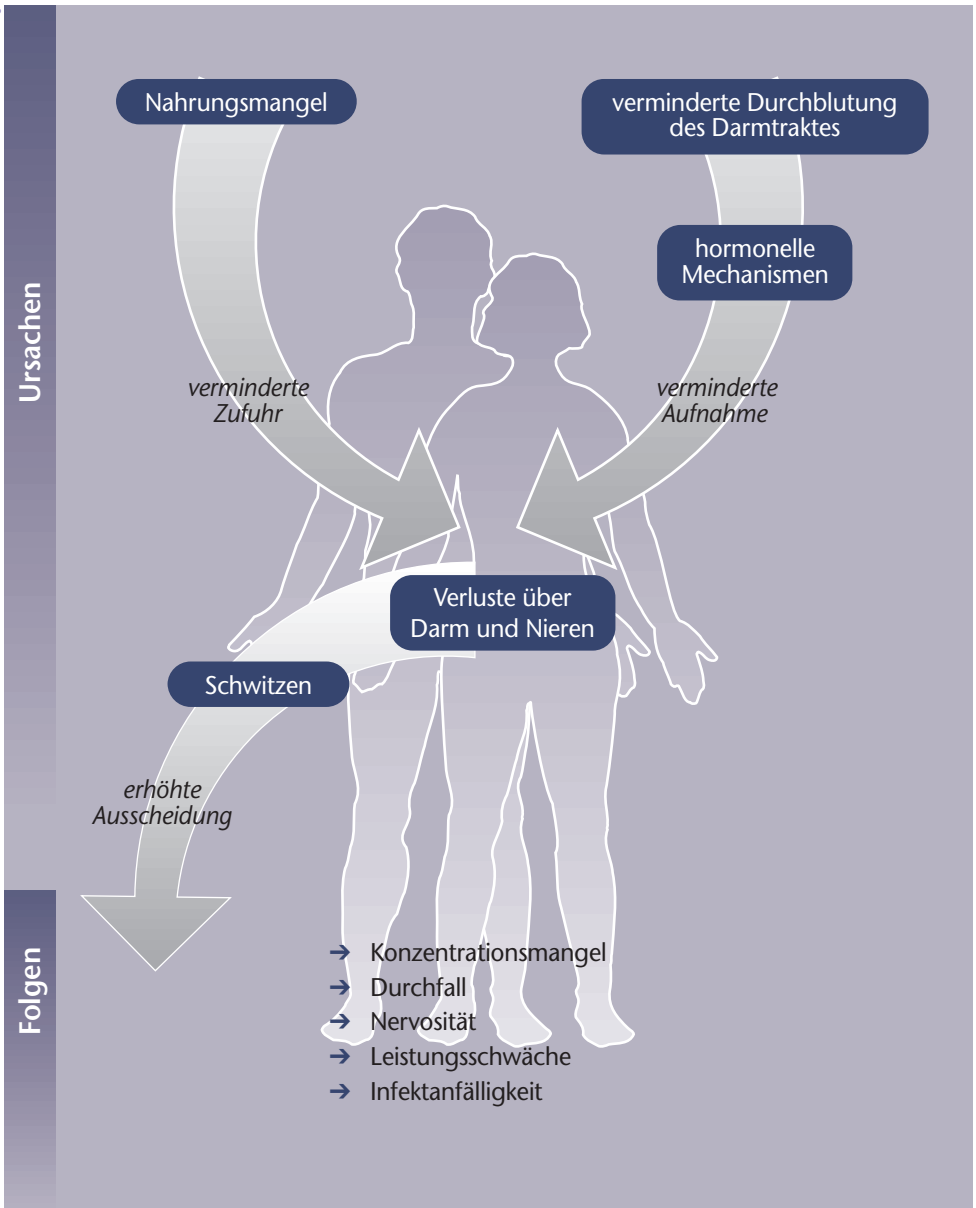 Ursachen
Nahrungsmangel
verminderte Durchblutung
des Darmtraktes
hormonelle
Mechanismen
verminderte
Zufuhr
verminderte
Aufnahme
Verluste über
Darm und Nieren
Schwitzen
erhöhte
Ausscheidung
Folgen
➔ Konzentrationsmangel
➔ Durchfall
➔ Nervosität
➔ Leistungsschwäche
➔ Infektanfälligkeit